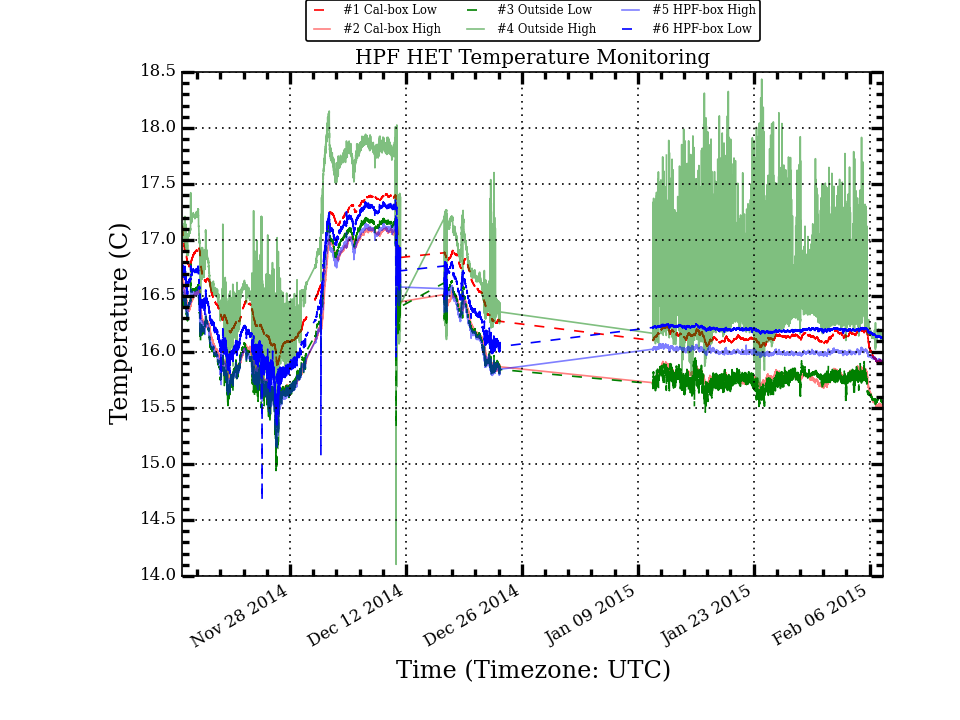 #1 Cal-box Low #3 Outside Low #5 HPF-box High
#2 Cal-box High #4 Outside High #6 HPF-box Low
HPF HET Temperature Monitoring
18.5
18.0
17.5
17.0
16.5
16.0
15.5
15.0
14.5
14.0
Temperature (C)
Nov 28 2014
Dec 12 2014
Dec 26 2014
Jan 09 2015
Jan 23 2015
Feb 06 2015
Time (Timezone: UTC)